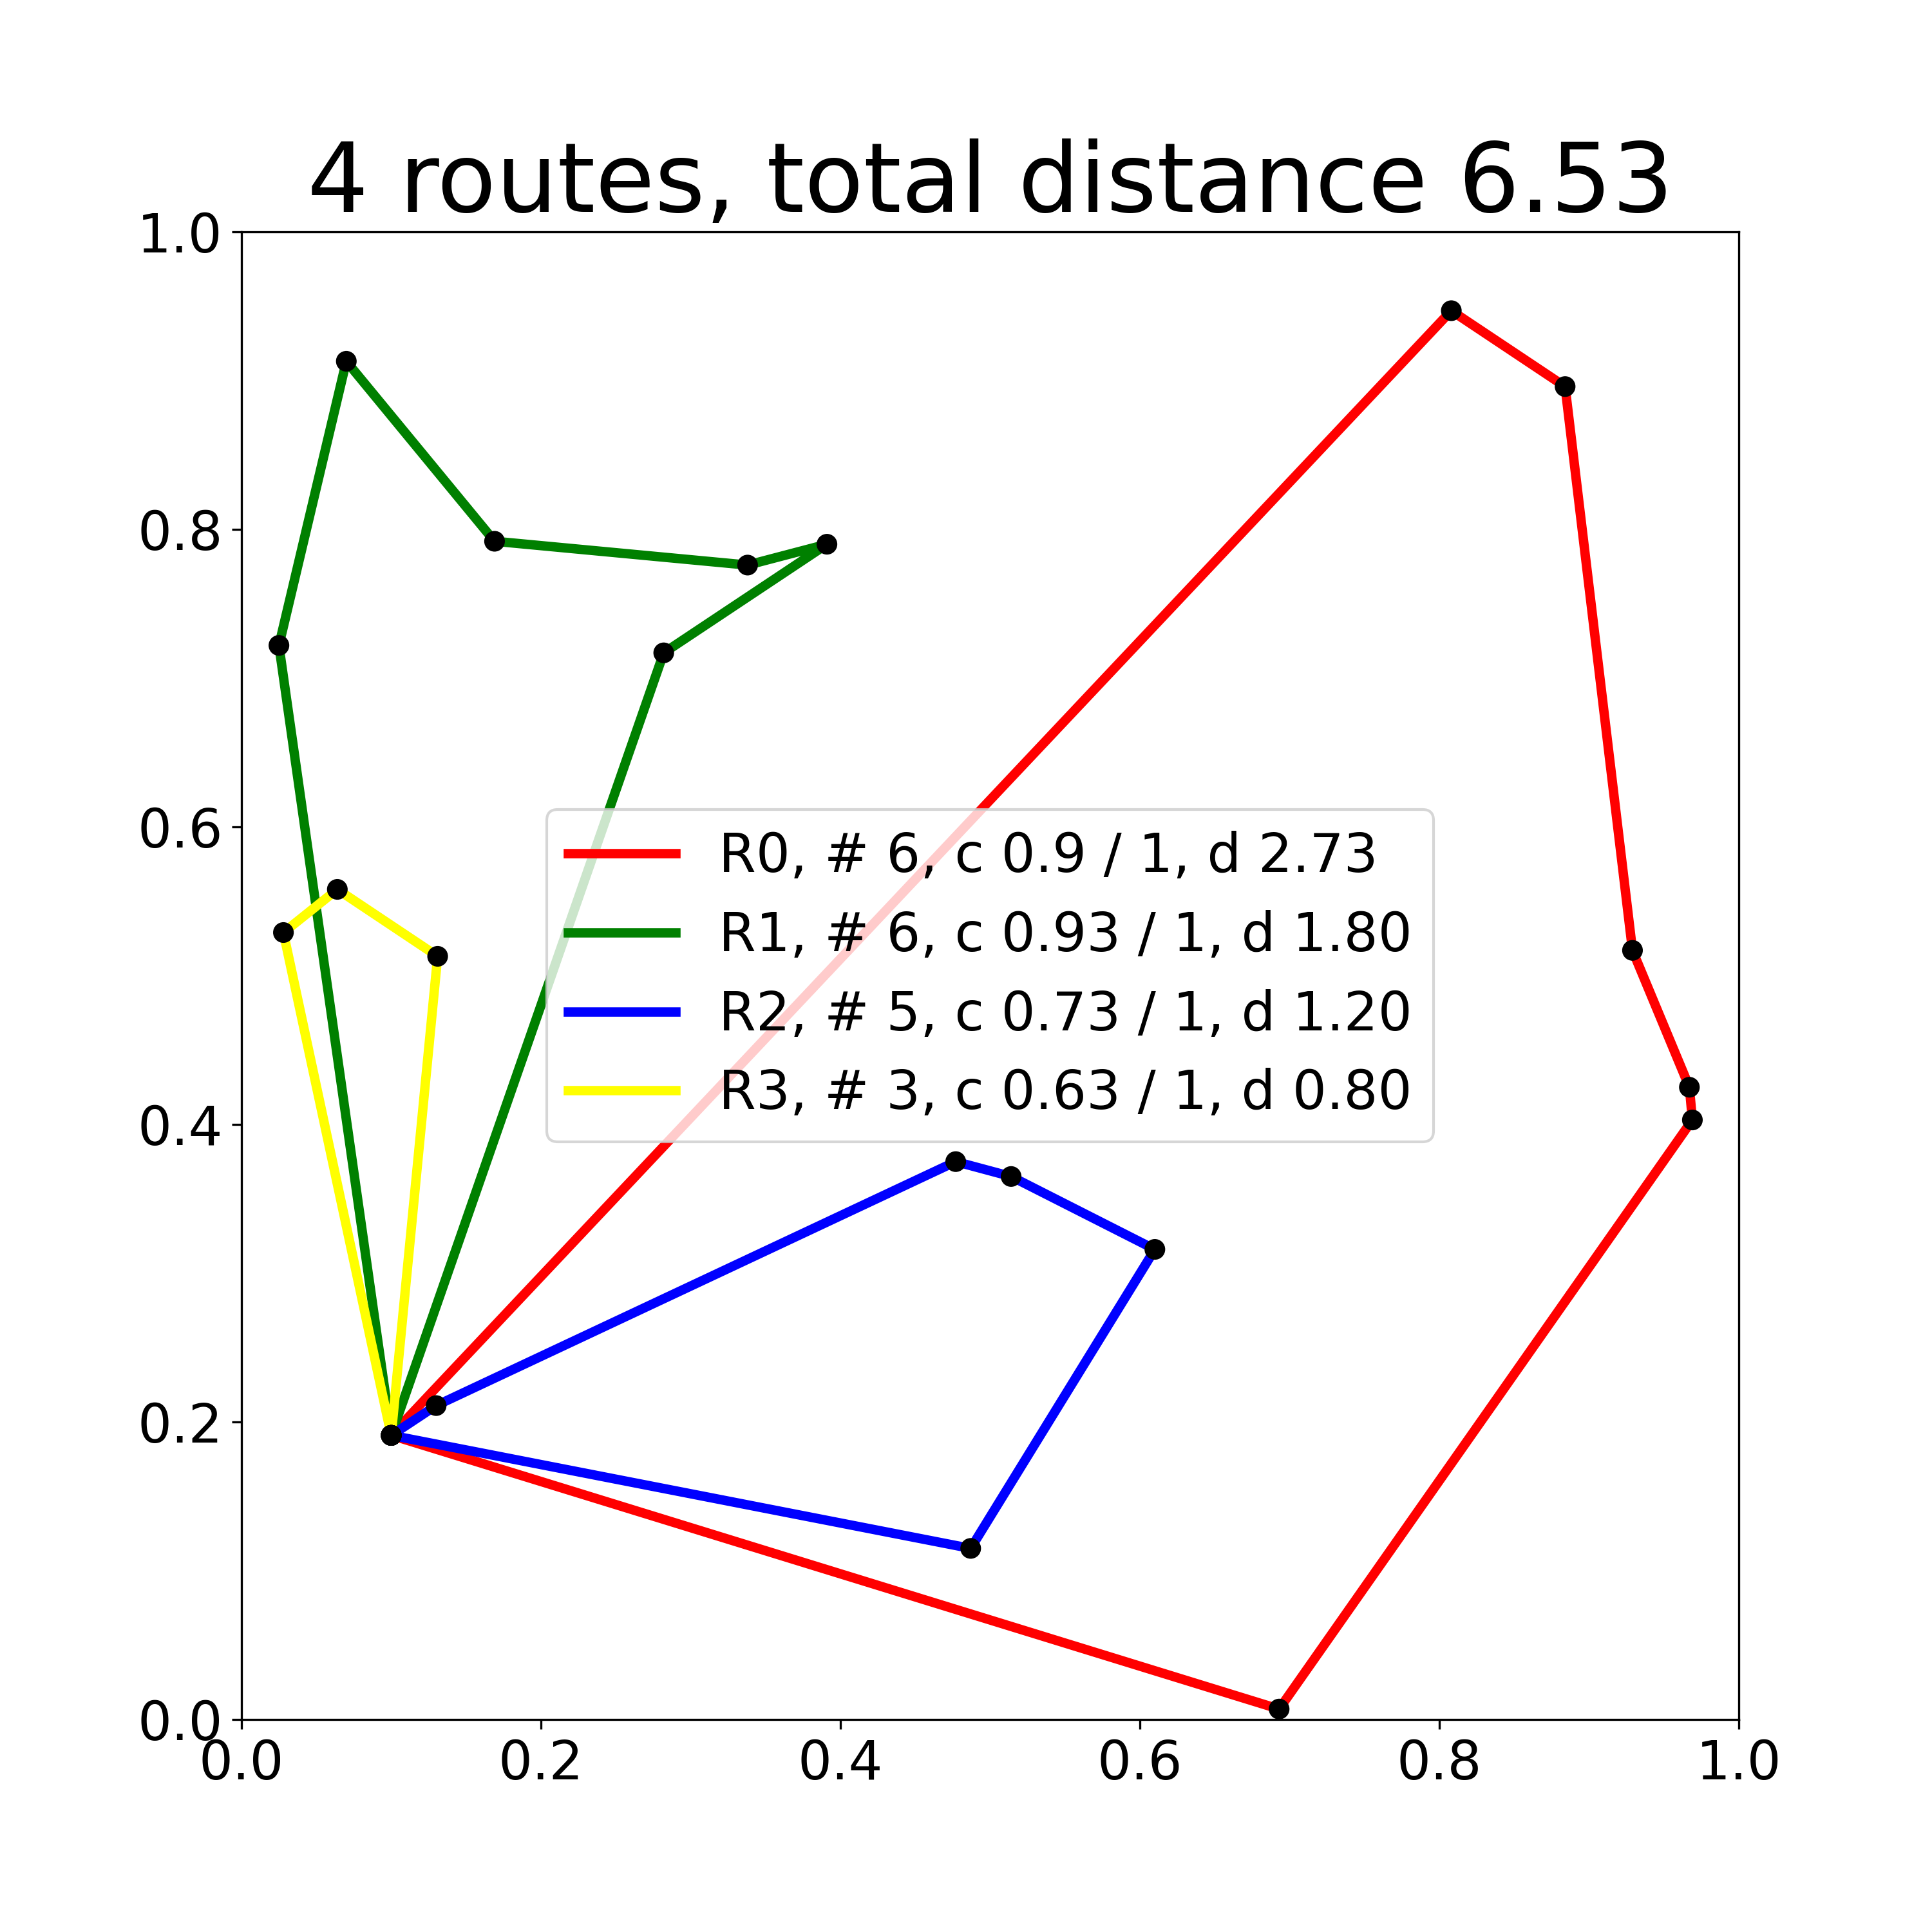 4 routes, total distance 6.53
1.0
0.8
0.6
0.4
0.2
0.0
R0, # 6, c 0.9 / 1, d 2.73
R1, # 6, c 0.93 / 1, d 1.80
R2, # 5, c 0.73 / 1, d 1.20
R3, # 3, c 0.63 / 1, d 0.80
0.0 0.2 0.4 0.6 0.8 1.0